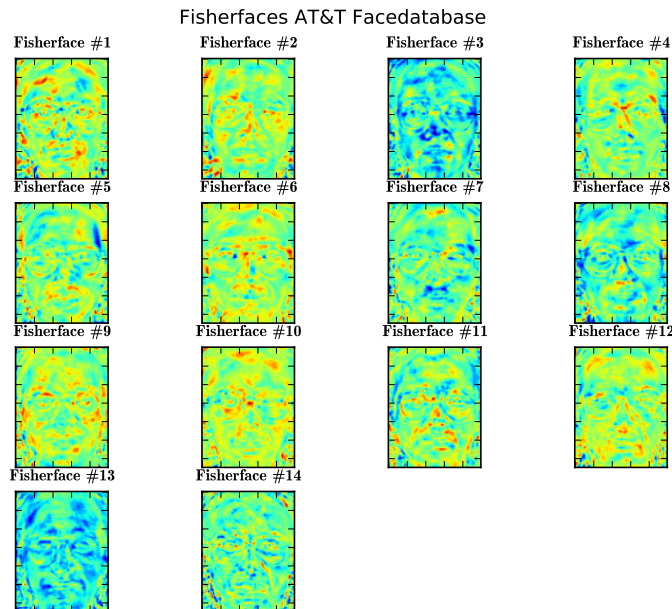 Fisherfaces AT&T Facedatabase
Fisherface #1
Fisherface #2
Fisherface #3
Fisherface #4
Fisherface #5
Fisherface #6
Fisherface #7
Fisherface #8
Fisherface #9
Fisherface #10
Fisherface #11
Fisherface #12
Fisherface #13
Fisherface #14